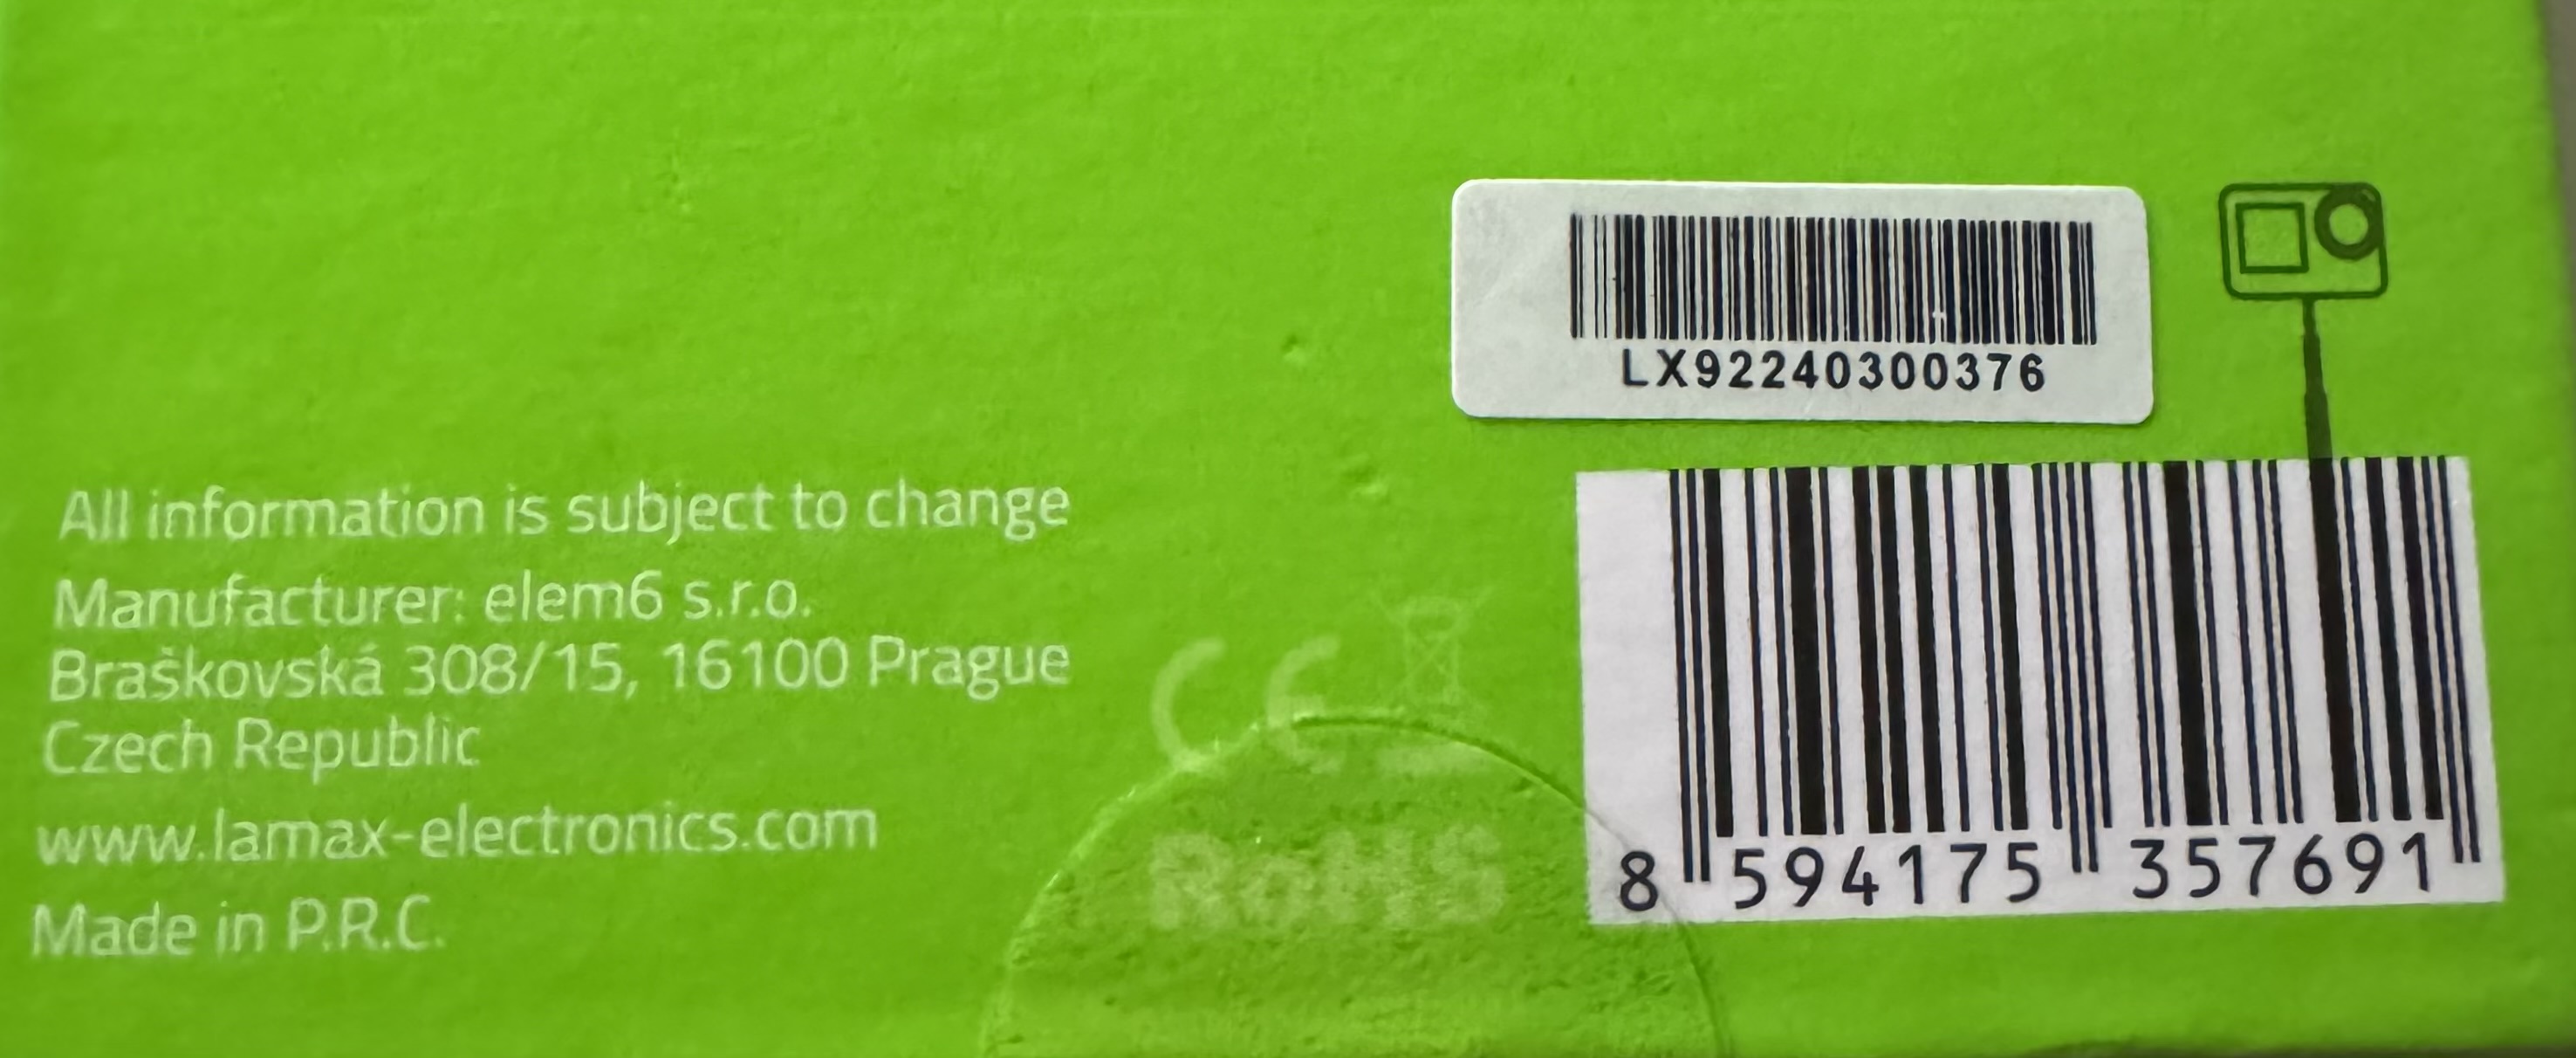 LX92240300376
All information is subject to change
Manufacturer: elem6 s.r.o.
Braškovská 308/15, 16100 Prague
Czech Republic
www.lamax-electronics.com
Made in P.R.C.
CE
RoHS
8 594175 357691